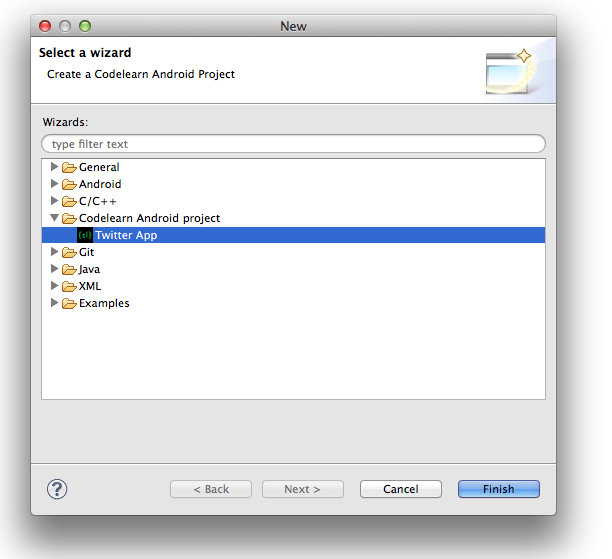 New
Select a wizard
Create a Codelearn Android Project
Wizards:
type filter text
General
Android
C/C++
Codelearn Android project
{cl} Twitter App
Git
Java
XML
Examples
? < Back Next > Cancel Finish